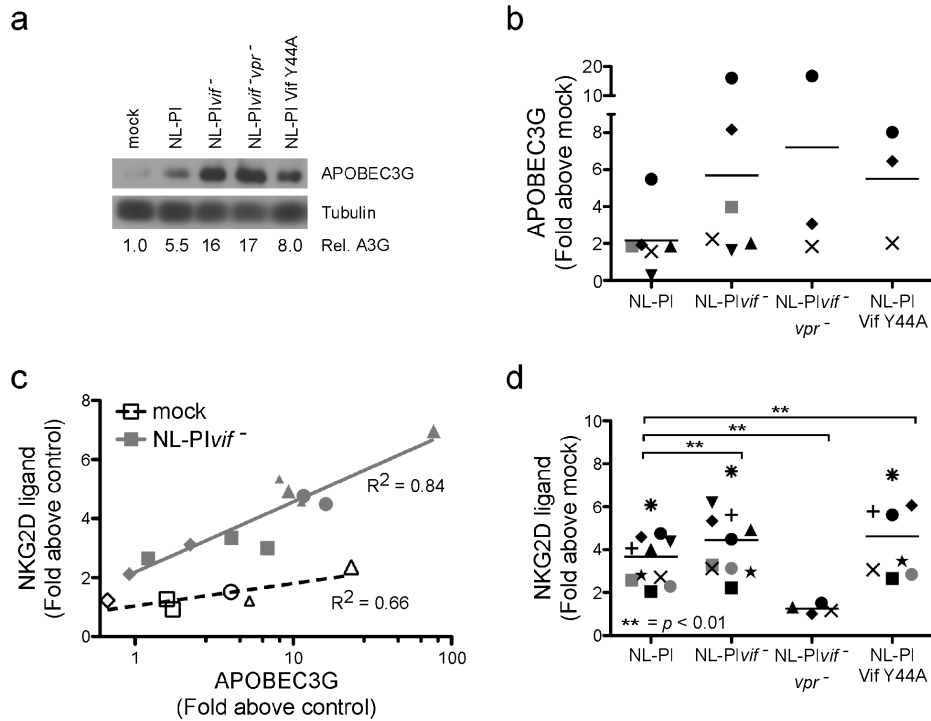 a
mock
NL-PI
NL-PIvif -
NL-PIvif -vpr -
NL-PI Vif Y44A
APOBEC3G
Tubulin
1.0 5.5 16 17 8.0 Rel. A3G
b
APOBEC3G
(Fold above mock)
20
10
8
6
4
2
0
NL-PI
NL-PIvif -
NL-PIvif -
vpr -
NL-PI
Vif Y44A
c
NKG2D ligand
(Fold above control)
8
6
4
2
0
mock
NL-PIvif -
R2 = 0.84
R2 = 0.66
1 10 100
APOBEC3G
(Fold above control)
d
NKG2D ligand
(Fold above mock)
10
8
6
4
2
0
**
**
**
** = p < 0.01
NL-PI
NL-PIvif -
NL-PIvif -
vpr -
NL-PI
Vif Y44A